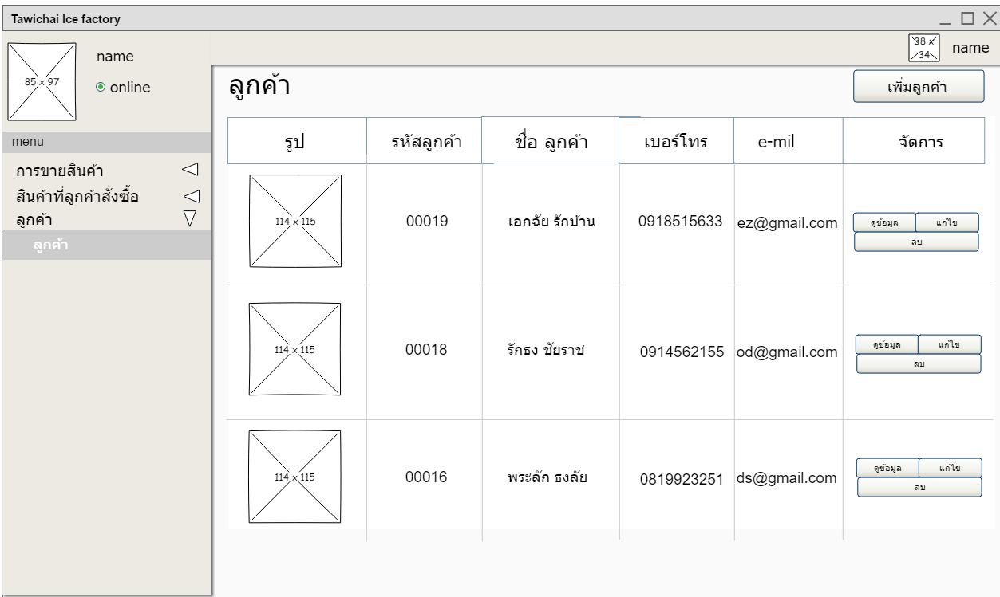 Tawichai Ice factory
38 x 34
name
85 x 97
name
online
menu
การขายสินค้า
สินค้าที่ลูกค้าสั่งซื้อ
ลูกค้า
ลูกค้า
ลูกค้า
เพิ่มลูกค้า
รูป รหัสลูกค้า ชื่อ ลูกค้า เบอร์โทร e-mil จัดการ
114 x 115 00019 เอกฉัย รักบ้าน 0918515633 ez@gmail.com ดูข้อมูล แก้ไข
ลบ
114 x 115 00018 รักธง ชัยราช 0914562155 od@gmail.com ดูข้อมูล แก้ไข
ลบ
114 x 115 00016 พระลัก ธงลัย 0819923251 ds@gmail.com ดูข้อมูล แก้ไข
ลบ